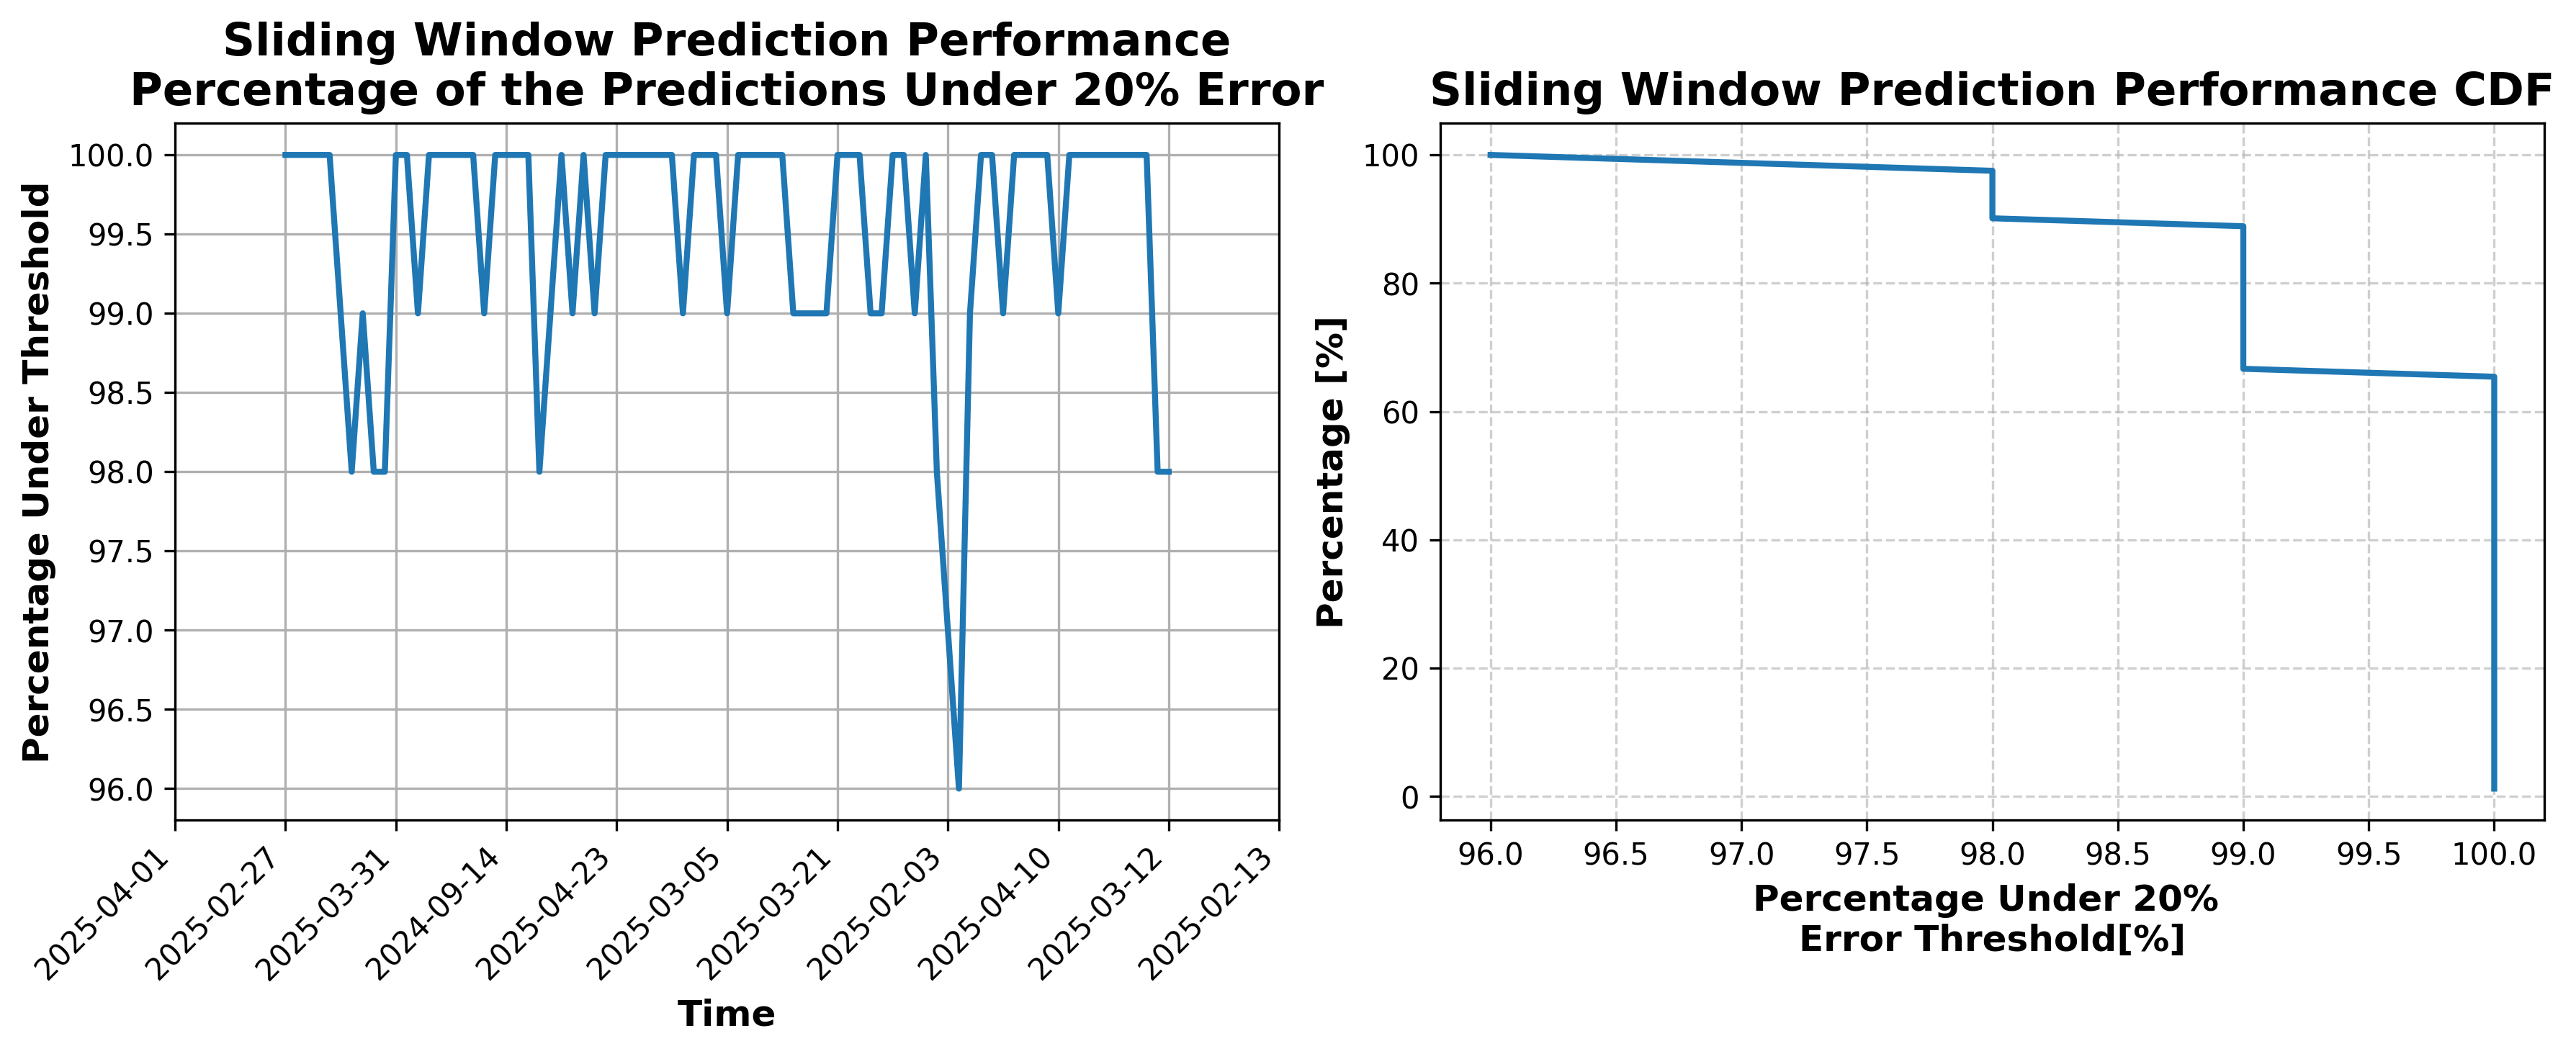 Sliding Window Prediction Performance
Percentage of the Predictions Under 20% Error
Percentage Under Threshold
100.0
99.5
99.0
98.5
98.0
97.5
97.0
96.5
96.0
2025-04-01
2025-02-27
2025-03-31
2024-09-14
2025-04-23
2025-03-05
2025-03-21
2025-02-03
2025-04-10
2025-03-12
2025-02-13
Time
Sliding Window Prediction Performance CDF
Percentage [%]
100
80
60
40
20
0
96.0 96.5 97.0 97.5 98.0 98.5 99.0 99.5 100.0
Percentage Under 20%
Error Threshold[%]